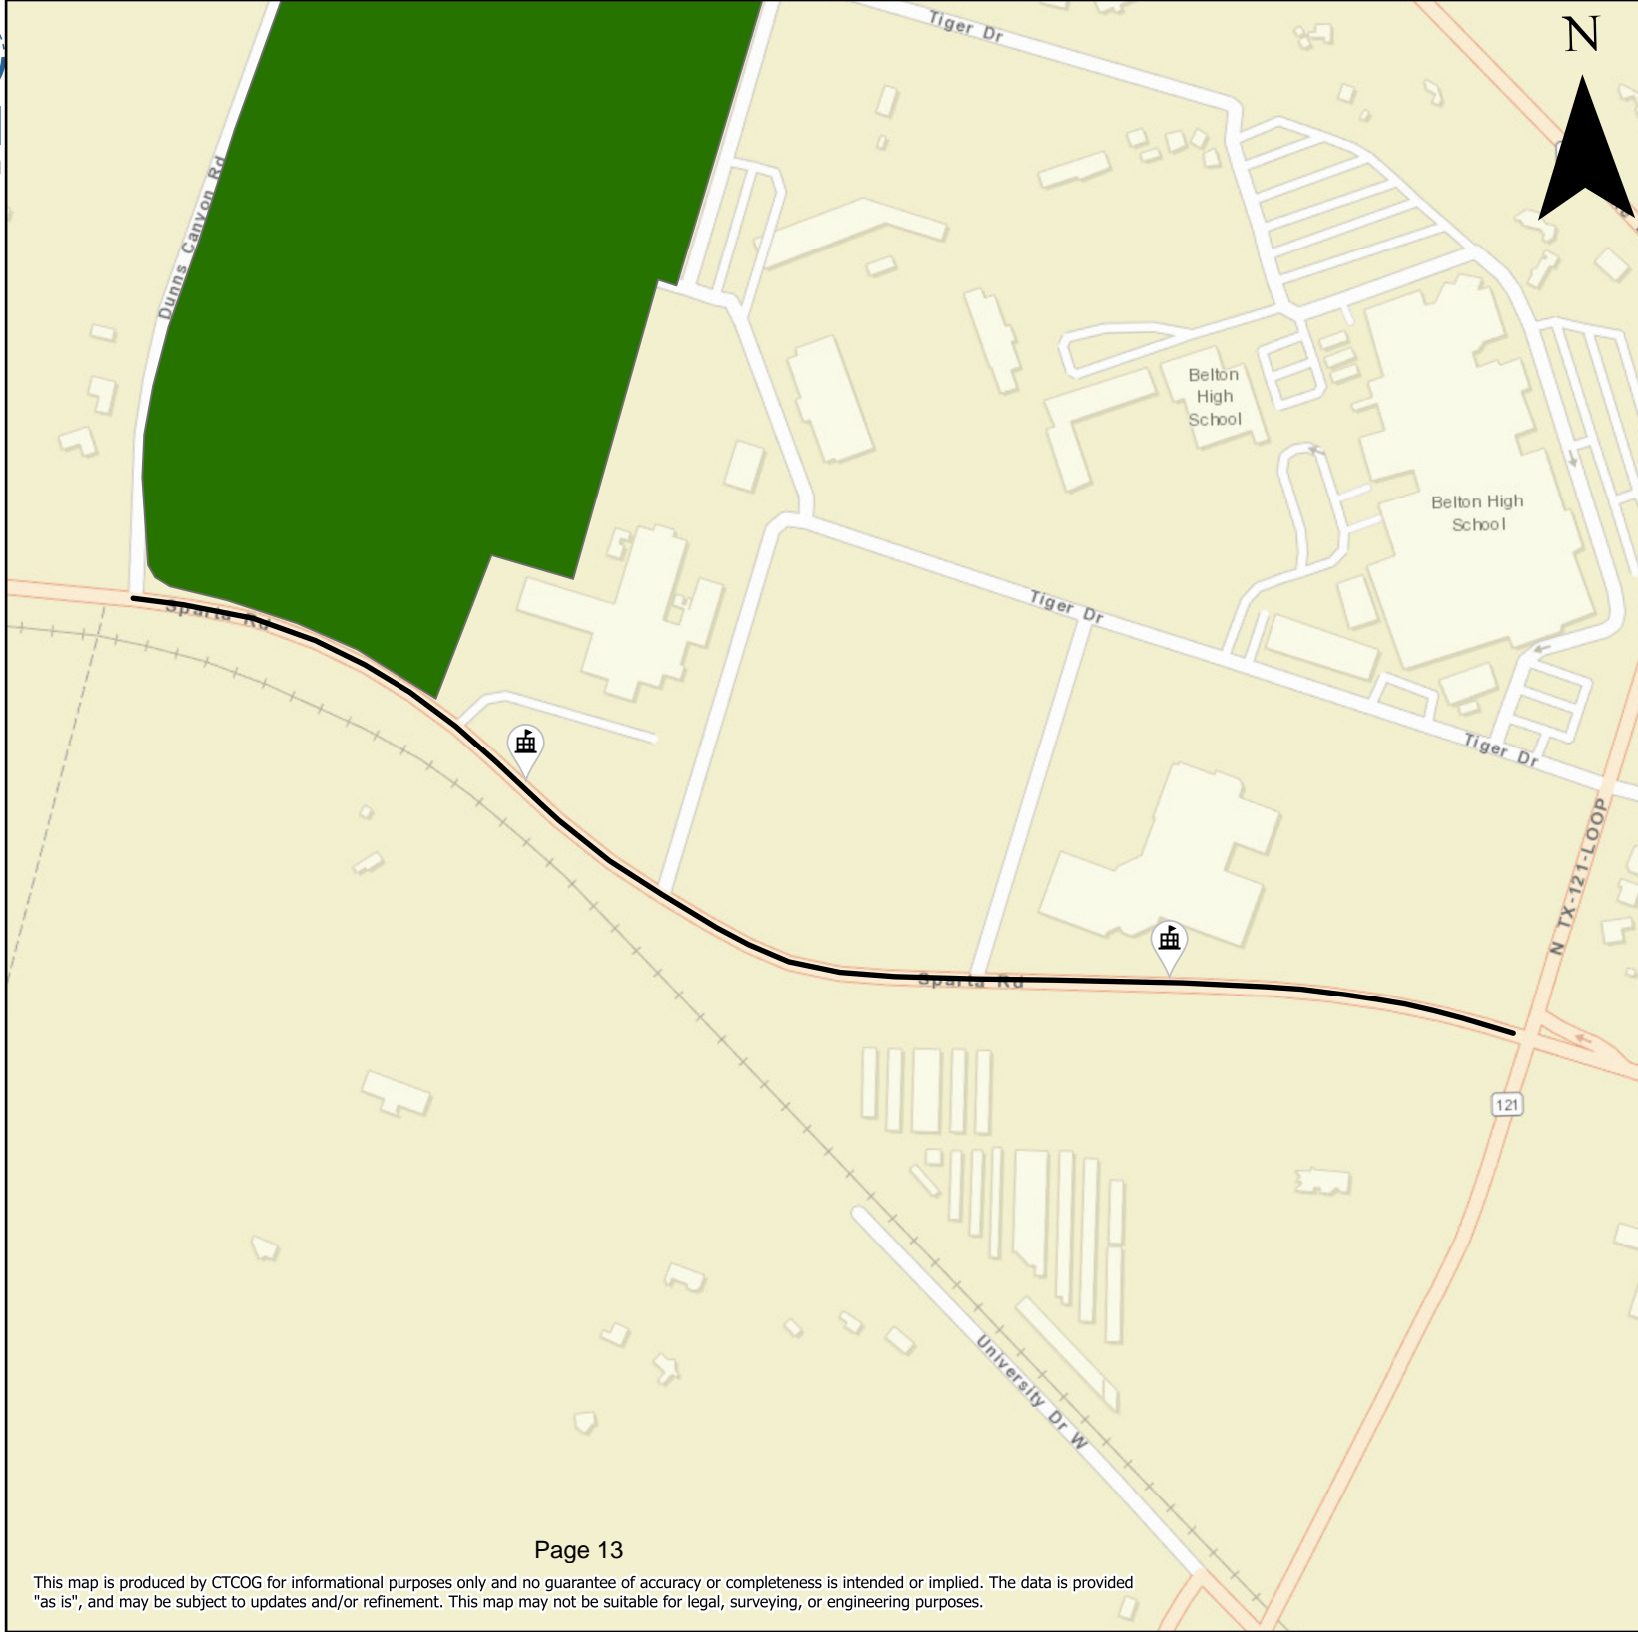 Tiger Dr
N
Dunns Canyon Rd
Belton
High
School
Belton High
School
Sparta Rd
Tiger Dr
Tiger Dr
N TX-121-LOOP
Sparta Rd
121
University Dr W
Page 13
This map is produced by CTCOG for informational purposes only and no guarantee of accuracy or completeness is intended or implied. The data is provided
"as is", and may be subject to updates and/or refinement. This map may not be suitable for legal, surveying, or engineering purposes.